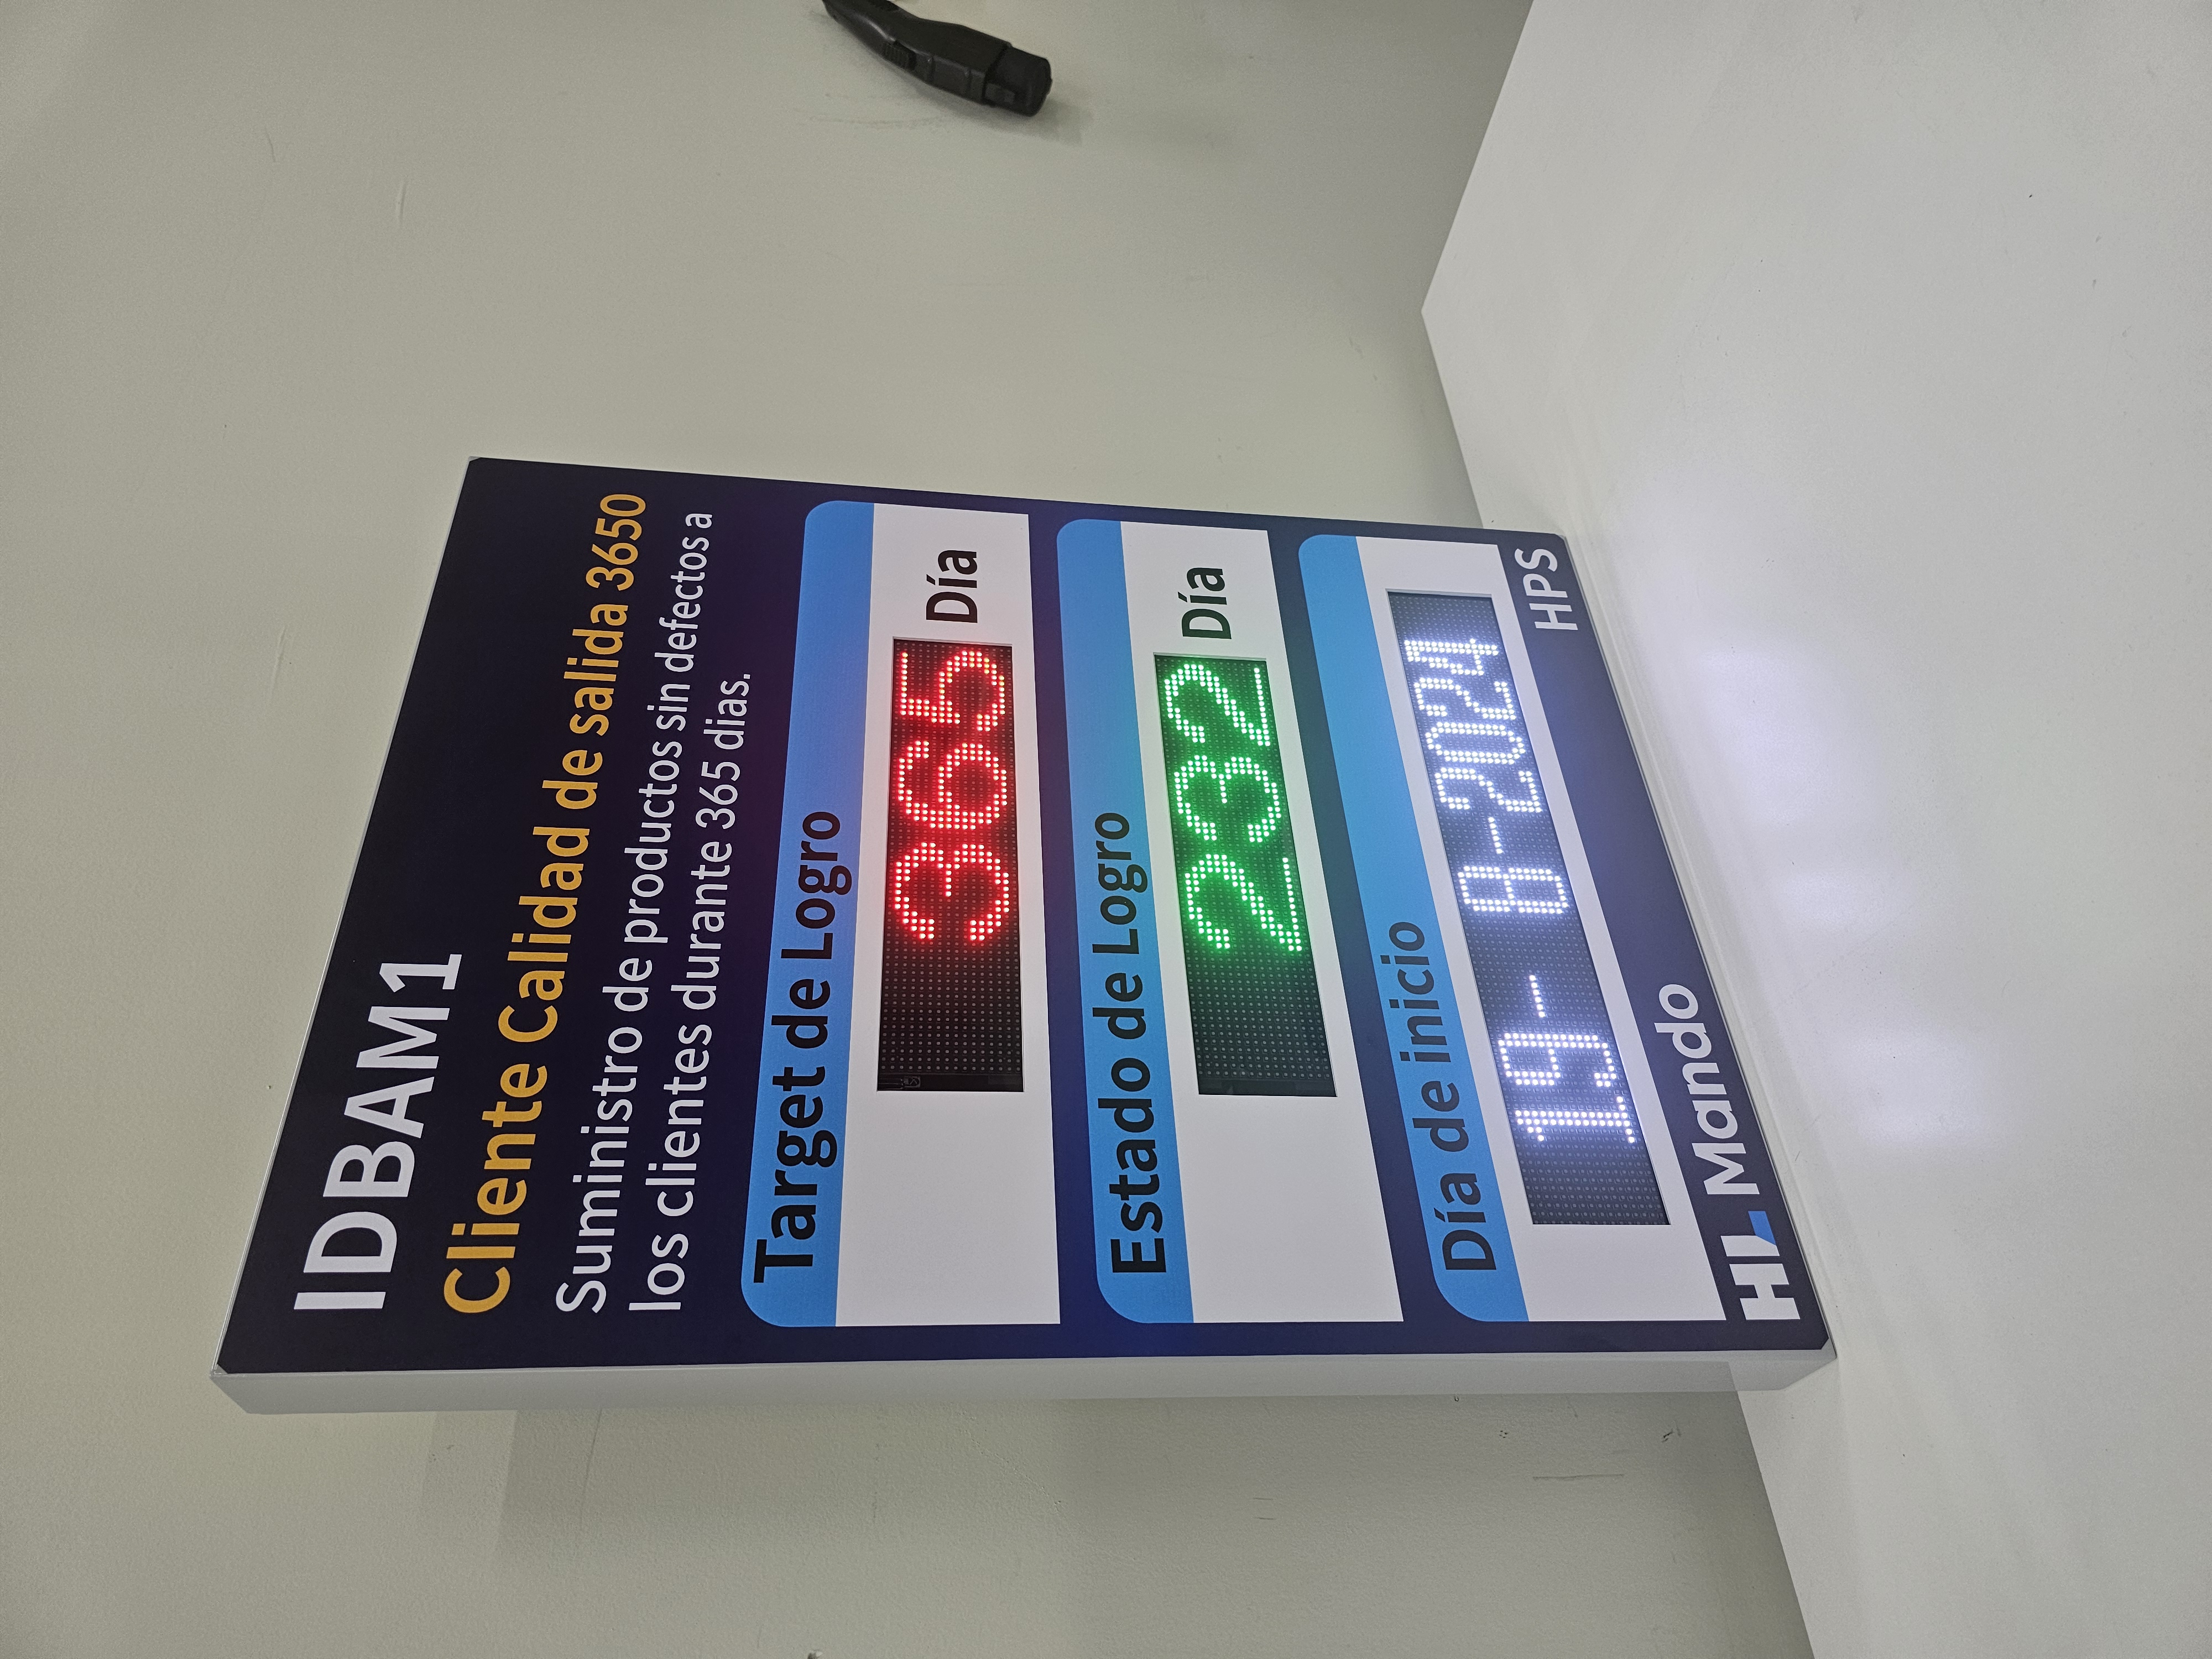 IDBAM1
Cliente Calidad de salida 3650
Suministro de productos sin defectos a
los clientes durante 365 dias.
Target de Logro
365 Día
Estado de Logro
232 Día
Día de inicio
19- 8-2024
HL Mando HPS